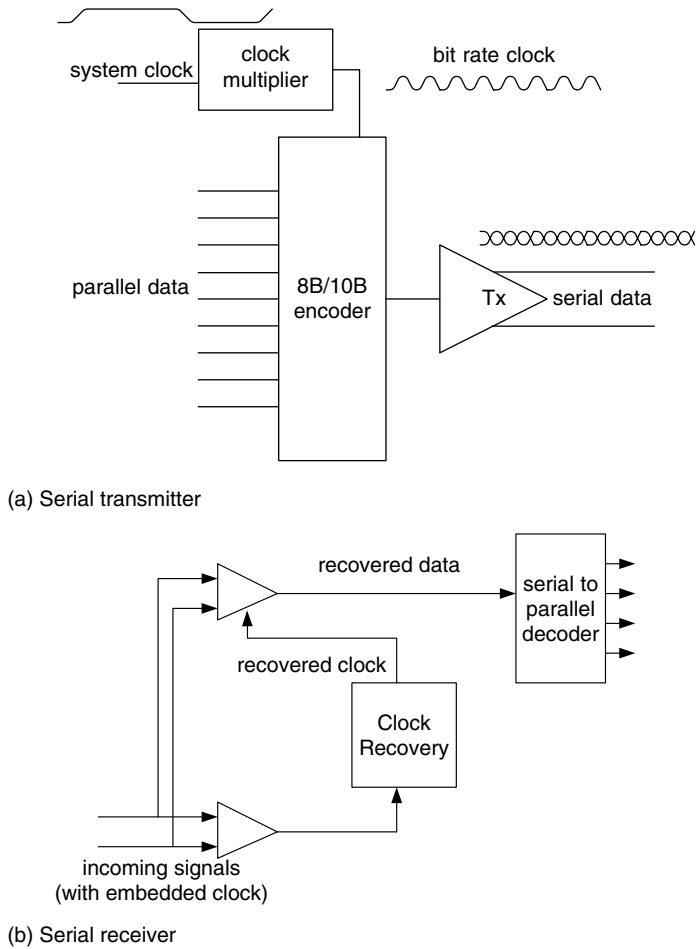 clock
multiplier
system clock
bit rate clock
parallel data
8B/10B
encoder
Tx
serial data
(a) Serial transmitter
recovered data
serial to
parallel
decoder
recovered clock
Clock
Recovery
incoming signals
(with embedded clock)
(b) Serial receiver